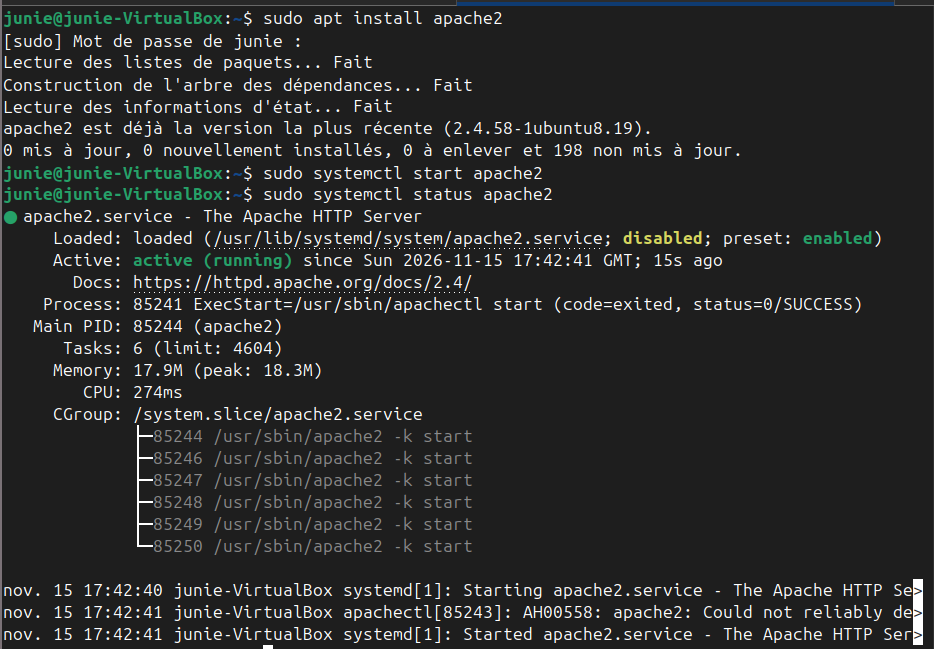 junie@junie-VirtualBox:~$ sudo apt install apache2
[sudo] Mot de passe de junie :
Lecture des listes de paquets... Fait
Construction de l'arbre des dépendances... Fait
Lecture des informations d'état... Fait
apache2 est déjà la version la plus récente (2.4.58-1ubuntu8.19).
0 mis à jour, 0 nouvellement installés, 0 à enlever et 198 non mis à jour.
junie@junie-VirtualBox:~$ sudo systemctl start apache2
junie@junie-VirtualBox:~$ sudo systemctl status apache2
● apache2.service - The Apache HTTP Server
     Loaded: loaded (/usr/lib/systemd/system/apache2.service; disabled; preset: enabled)
     Active: active (running) since Sun 2026-11-15 17:42:41 GMT; 15s ago
       Docs: https://httpd.apache.org/docs/2.4/
    Process: 85241 ExecStart=/usr/sbin/apachectl start (code=exited, status=0/SUCCESS)
   Main PID: 85244 (apache2)
      Tasks: 6 (limit: 4604)
     Memory: 17.9M (peak: 18.3M)
        CPU: 274ms
     CGroup: /system.slice/apache2.service
             ├─85244 /usr/sbin/apache2 -k start
             ├─85246 /usr/sbin/apache2 -k start
             ├─85247 /usr/sbin/apache2 -k start
             ├─85248 /usr/sbin/apache2 -k start
             ├─85249 /usr/sbin/apache2 -k start
             └─85250 /usr/sbin/apache2 -k start
nov. 15 17:42:40 junie-VirtualBox systemd[1]: Starting apache2.service - The Apache HTTP Se>
nov. 15 17:42:41 junie-VirtualBox apachectl[85243]: AH00558: apache2: Could not reliably de>
nov. 15 17:42:41 junie-VirtualBox systemd[1]: Started apache2.service - The Apache HTTP Ser>